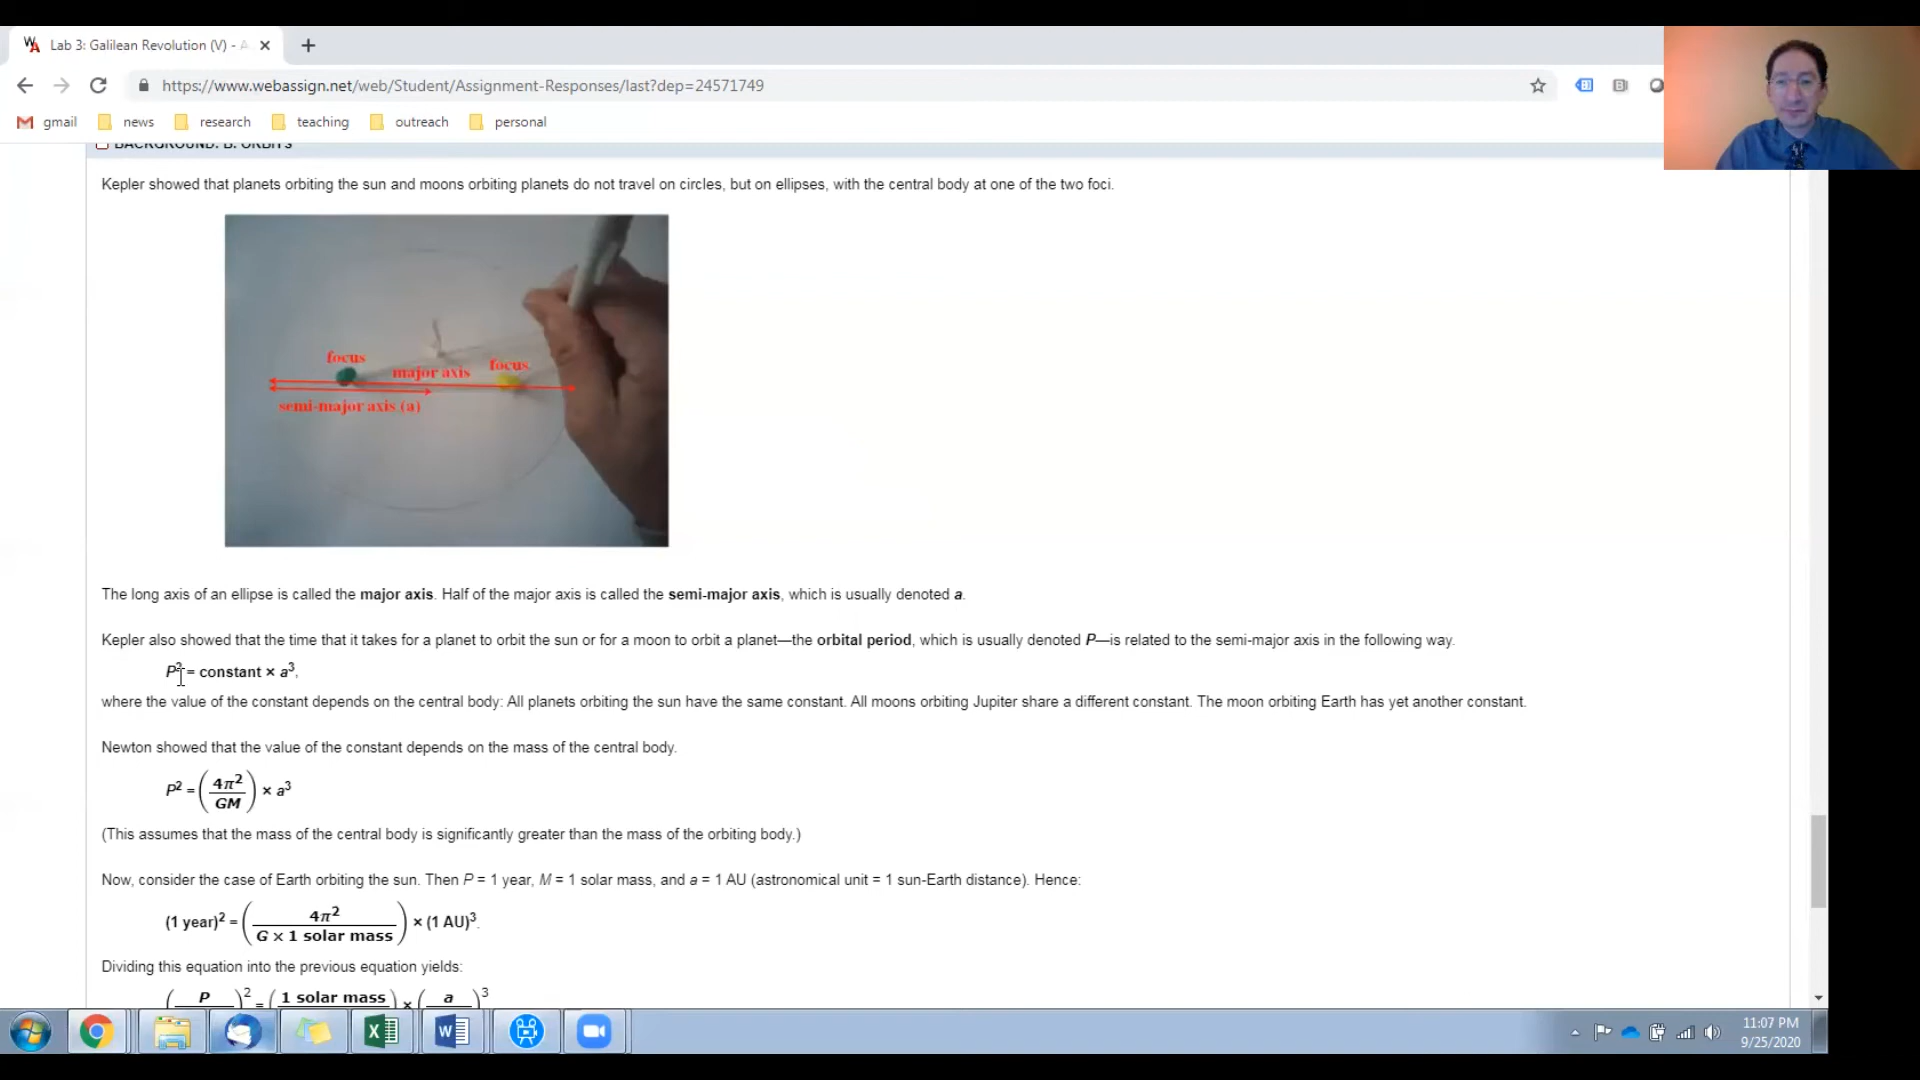 Lab 3: Galilean Revolution (V) - A
https://www.webassign.net/web/Student/Assignment-Responses/last?dep=24571749
gmail news research teaching outreach personal
BACKGROUND: B. ORBITS
Kepler showed that planets orbiting the sun and moons orbiting planets do not travel on circles, but on ellipses, with the central body at one of the two foci.
focus
focus
major axis
semi-major axis (a)
The long axis of an ellipse is called the major axis. Half of the major axis is called the semi-major axis, which is usually denoted a.
Kepler also showed that the time that it takes for a planet to orbit the sun or for a moon to orbit a planet—the orbital period, which is usually denoted P—is related to the semi-major axis in the following way.
P² = constant × a³,
where the value of the constant depends on the central body: All planets orbiting the sun have the same constant. All moons orbiting Jupiter share a different constant. The moon orbiting Earth has yet another constant.
Newton showed that the value of the constant depends on the mass of the central body.
P² = (4π² / GM) × a³
(This assumes that the mass of the central body is significantly greater than the mass of the orbiting body.)
Now, consider the case of Earth orbiting the sun. Then P = 1 year, M = 1 solar mass, and a = 1 AU (astronomical unit = 1 sun-Earth distance). Hence:
(1 year)² = (4π² / G × 1 solar mass) × (1 AU)³.
Dividing this equation into the previous equation yields:
(P)² = (1 solar mass) × (a)³
11:07 PM
9/25/2020